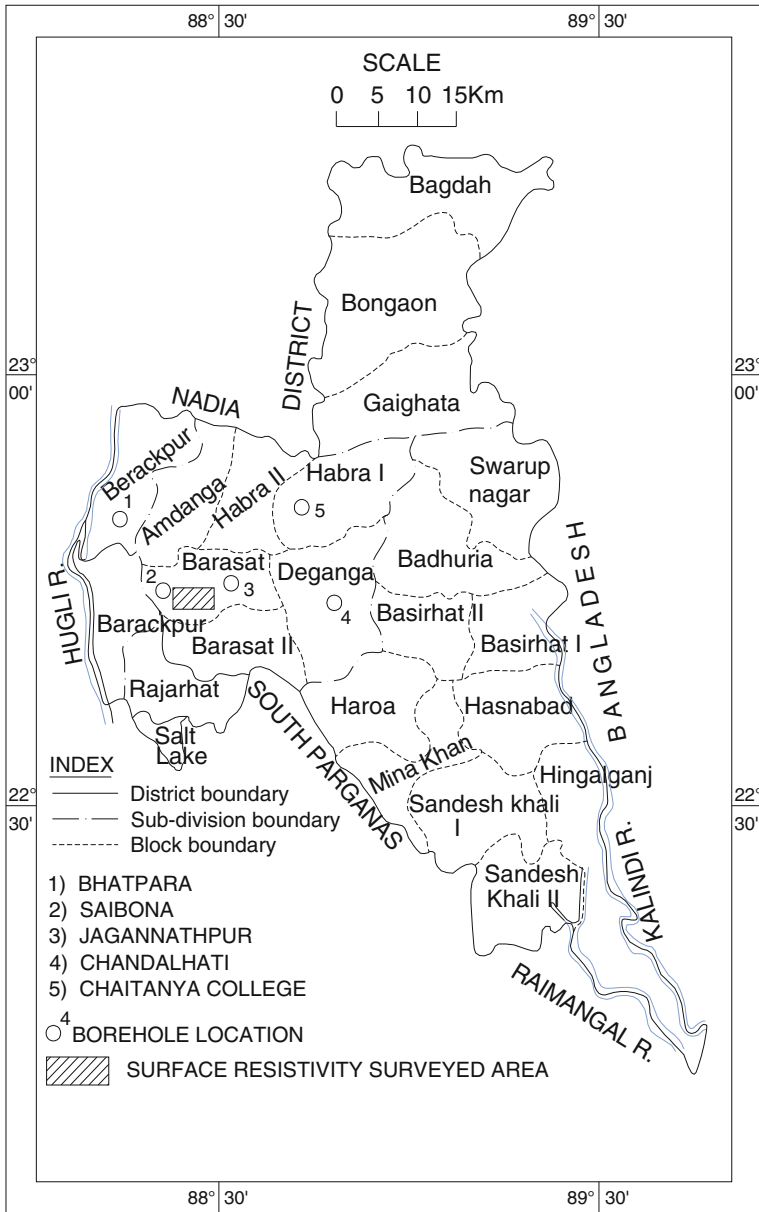 88° 30'
89° 30'
SCALE
0 5 10 15Km
Bagdah
Bongaon
DISTRICT
23°
00'
23°
00'
Gaighata
NADIA
Berackpur
1
Amdanga
Habra II
Habra I
5
Swarup
nagar
Barasat
2
3
Deganga
4
Badhuria
BANGLADESH
HUGLI R.
Barackpur
Barasat II
Basirhat II
Basirhat I
Rajarhat
SOUTH PARGANAS
Haroa
Hasnabad
Salt
Lake
Mina Khan
Hingalganj
Sandesh khali
I
22°
30'
22°
30'
Sandesh
Khali II
KALINDI R.
RAIMANGAL R.
INDEX
District boundary
Sub-division boundary
Block boundary
1) BHATPARA
2) SAIBONA
3) JAGANNATHPUR
4) CHANDALHATI
5) CHAITANYA COLLEGE
4 BOREHOLE LOCATION
SURFACE RESISTIVITY SURVEYED AREA
88° 30'
89° 30'